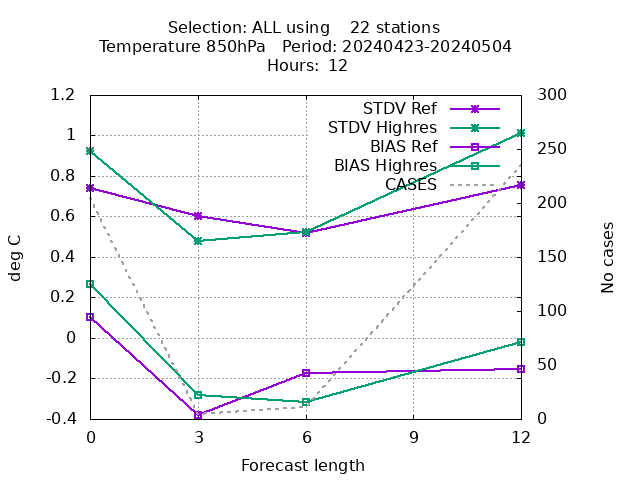 Selection: ALL using    22 stations
Temperature 850hPa   Period: 20240423-20240504
Hours:  12
STDV Ref
STDV Highres
BIAS Ref
BIAS Highres
CASES
1.2
1
0.8
0.6
0.4
0.2
0
-0.2
-0.4
deg C
300
250
200
150
100
50
0
No cases
0 3 6 9 12
Forecast length